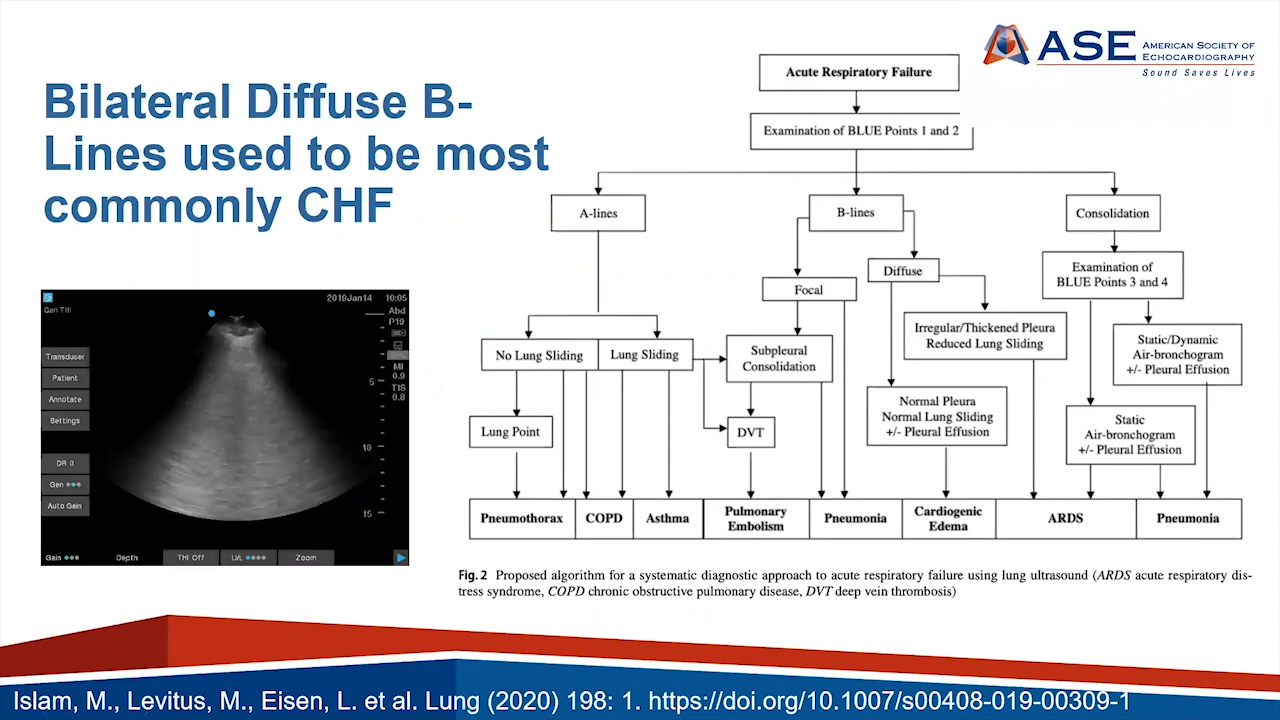 Bilateral Diffuse B-
Lines used to be most
commonly CHF
ASE
AMERICAN SOCIETY OF
ECHOCARDIOGRAPHY
Sound Saves Lives
2019Jan14 10:05
Gen THI
Abd
P19
MI
0.9
TIS
0.8
Transducer
Patient
Annotate
Settings
DR 0
Gen
Auto Gain
5
10
15
Gain
Depth
THI Off
U/L
Zoom
Acute Respiratory Failure
Examination of BLUE Points 1 and 2
A-lines
B-lines
Consolidation
Diffuse
Focal
Examination of
BLUE Points 3 and 4
No Lung Sliding
Lung Sliding
Subpleural
Consolidation
Irregular/Thickened Pleura
Reduced Lung Sliding
Static/Dynamic
Air-bronchogram
+/- Pleural Effusion
Lung Point
DVT
Normal Pleura
Normal Lung Sliding
+/- Pleural Effusion
Static
Air-bronchogram
+/- Pleural Effusion
Pneumothorax
COPD
Asthma
Pulmonary
Embolism
Pneumonia
Cardiogenic
Edema
ARDS
Pneumonia
Fig. 2 Proposed algorithm for a systematic diagnostic approach to acute respiratory failure using lung ultrasound (ARDS acute respiratory dis-
tress syndrome, COPD chronic obstructive pulmonary disease, DVT deep vein thrombosis)
Islam, M., Levitus, M., Eisen, L. et al. Lung (2020) 198: 1. https://doi.org/10.1007/s00408-019-00309-1